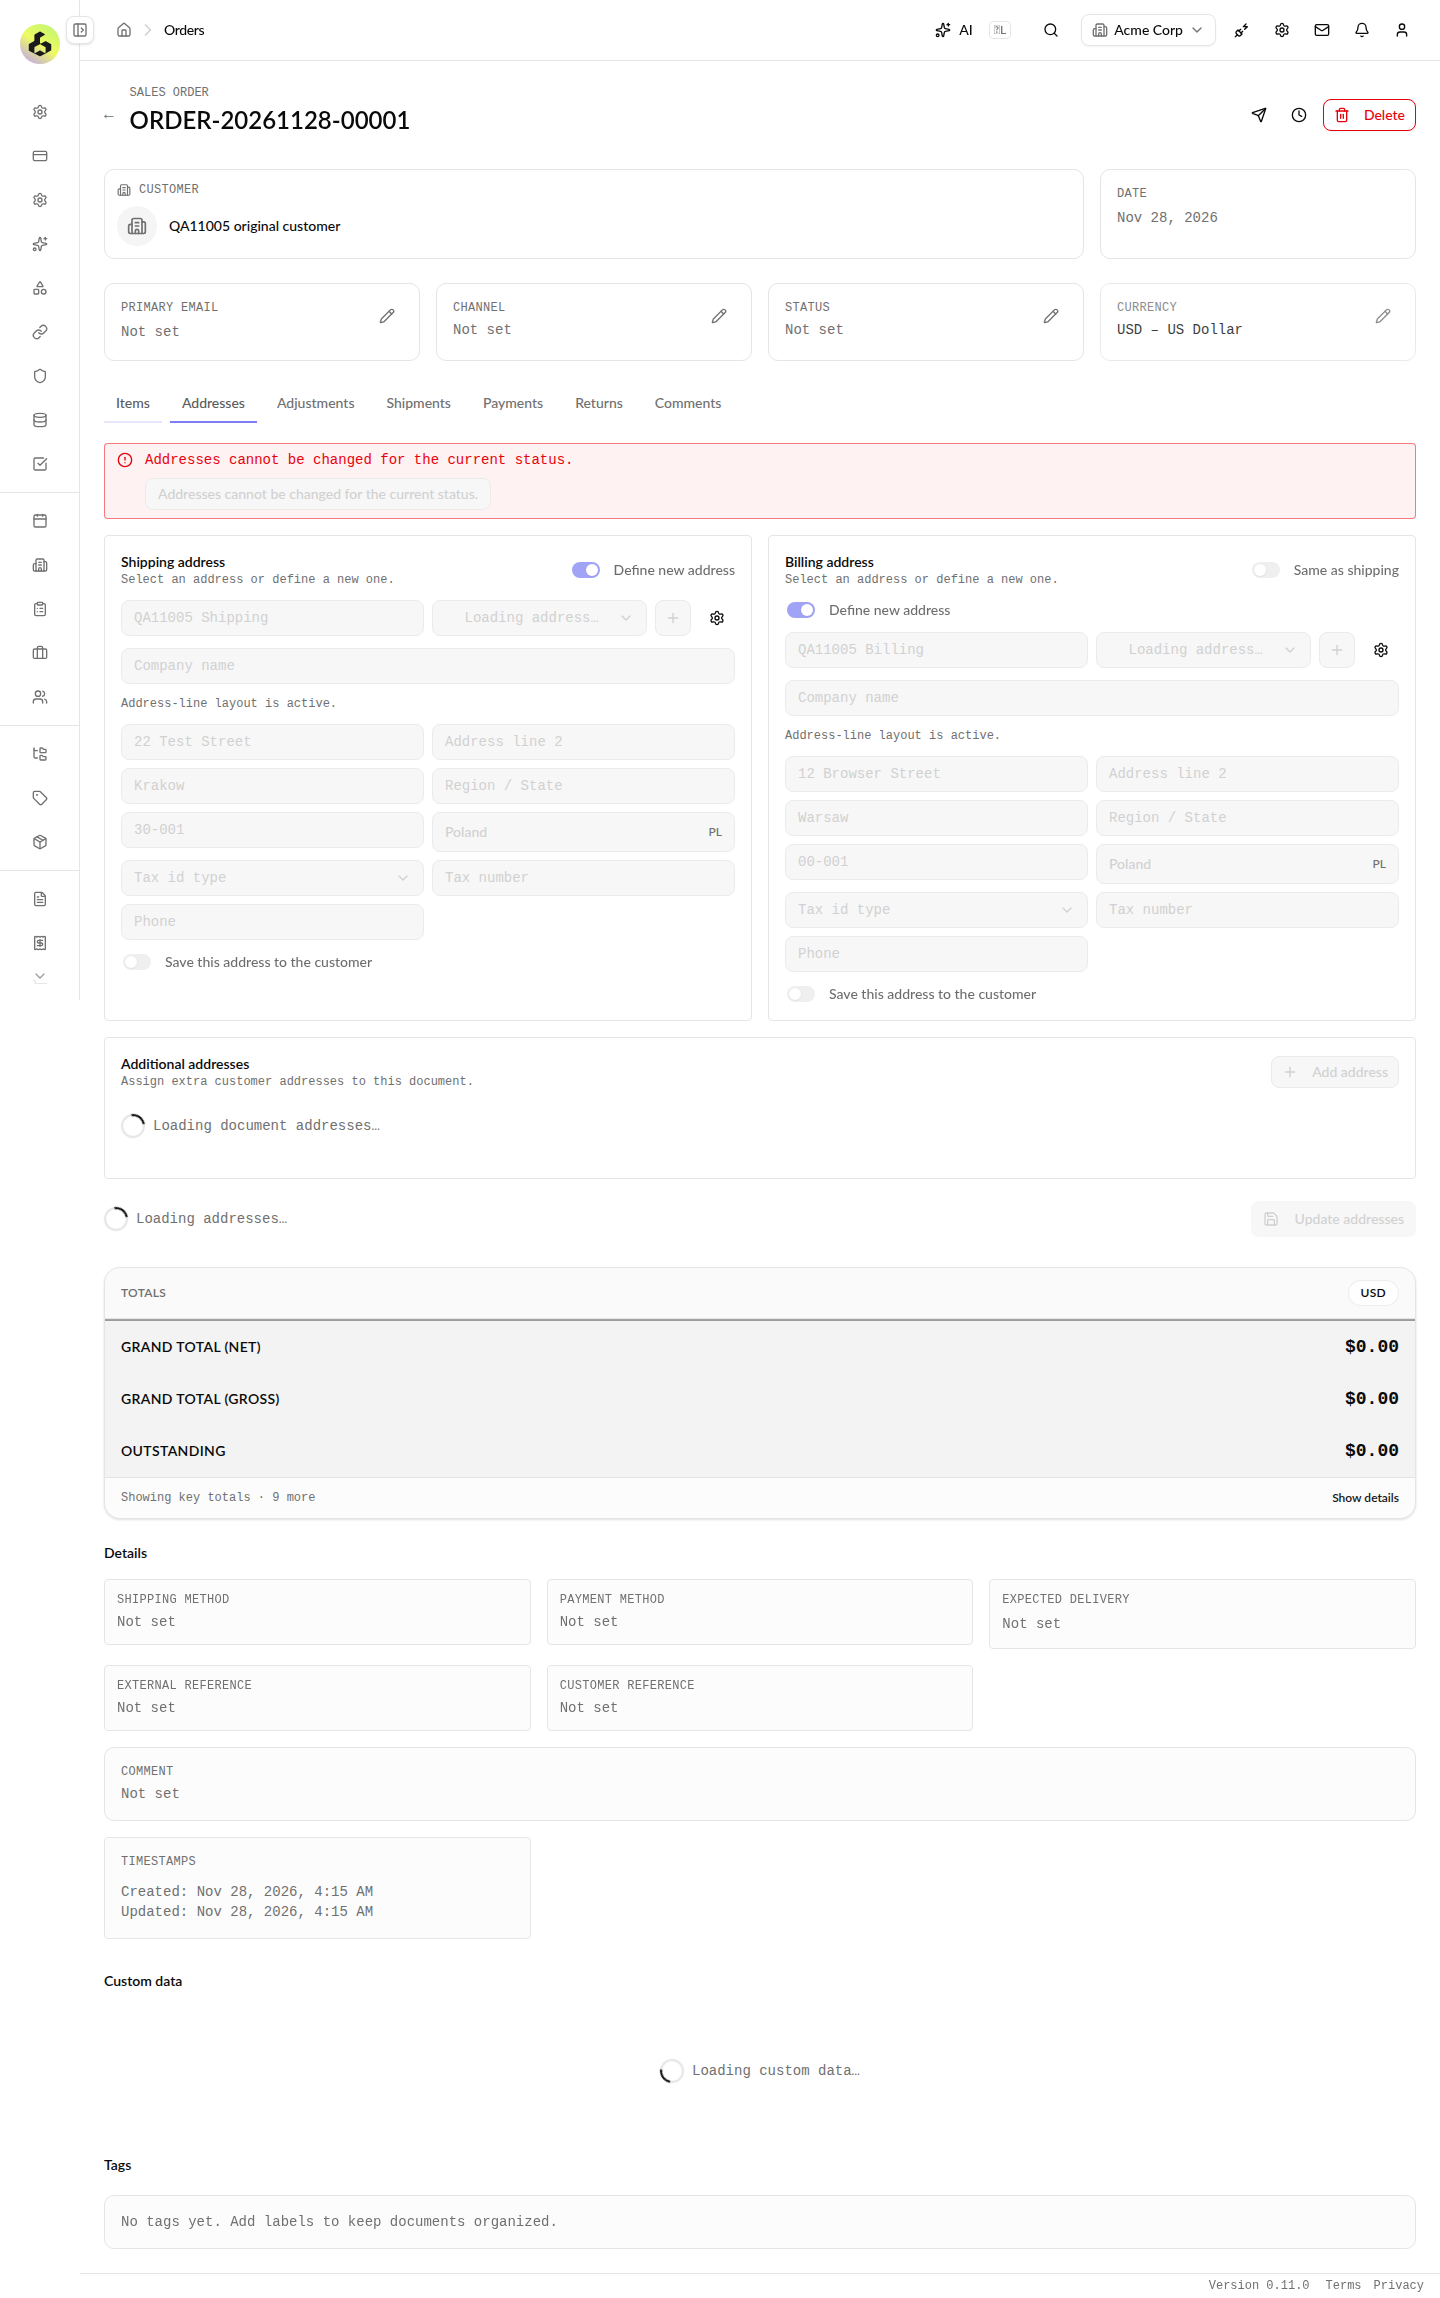 Orders
AI
L
Acme Corp
SALES ORDER
←
ORDER-20261128-00001
Delete
CUSTOMER
QA11005 original customer
DATE
Nov 28, 2026
PRIMARY EMAIL
Not set
CHANNEL
Not set
STATUS
Not set
CURRENCY
USD – US Dollar
Items
Addresses
Adjustments
Shipments
Payments
Returns
Comments
Addresses cannot be changed for the current status.
Addresses cannot be changed for the current status.
Shipping address
Select an address or define a new one.
Define new address
QA11005 Shipping
Loading address…
Company name
Address-line layout is active.
22 Test Street
Address line 2
Krakow
Region / State
30-001
Poland
PL
Tax id type
Tax number
Phone
Save this address to the customer
Billing address
Select an address or define a new one.
Same as shipping
Define new address
QA11005 Billing
Loading address…
Company name
Address-line layout is active.
12 Browser Street
Address line 2
Warsaw
Region / State
00-001
Poland
PL
Tax id type
Tax number
Phone
Save this address to the customer
Additional addresses
Assign extra customer addresses to this document.
Add address
Loading document addresses…
Loading addresses…
Update addresses
TOTALS
USD
GRAND TOTAL (NET)
$0.00
GRAND TOTAL (GROSS)
$0.00
OUTSTANDING
$0.00
Showing key totals · 9 more
Show details
Details
SHIPPING METHOD
Not set
PAYMENT METHOD
Not set
EXPECTED DELIVERY
Not set
EXTERNAL REFERENCE
Not set
CUSTOMER REFERENCE
Not set
COMMENT
Not set
TIMESTAMPS
Created: Nov 28, 2026, 4:15 AM
Updated: Nov 28, 2026, 4:15 AM
Custom data
Loading custom data…
Tags
No tags yet. Add labels to keep documents organized.
Version 0.11.0
Terms
Privacy